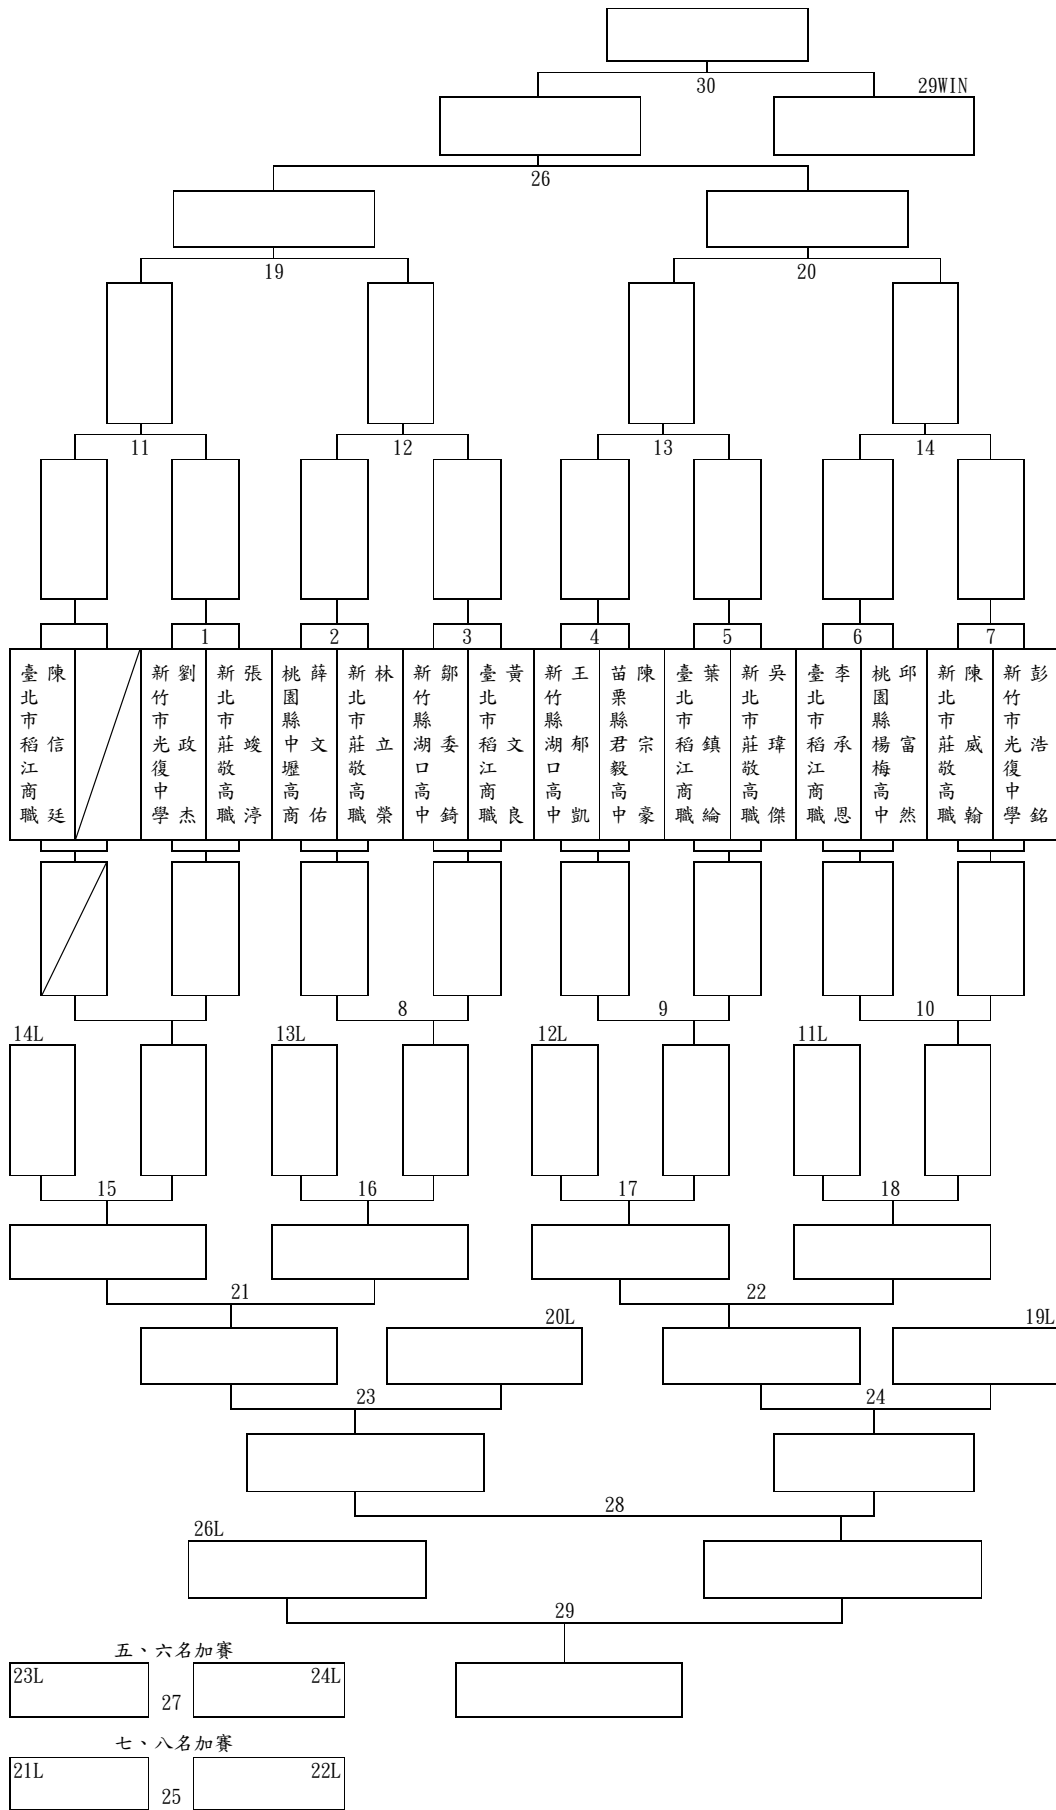 30
29WIN
26
19
20
11
12
13
14
1
2
3
4
5
6
7
臺北市稻江商職
陳信廷
新竹市光復中學
劉政杰
新北市莊敬高職
張竣渟
桃園縣中壢高商
薛文佑
新北市莊敬高職
林立榮
新竹縣湖口高中
鄒委錡
臺北市稻江商職
黃文良
新竹縣湖口高中
王郁凱
苗栗縣君毅高中
陳宗豪
臺北市稻江商職
葉鎮綸
新北市莊敬高職
吳瑋傑
臺北市稻江商職
李承恩
桃園縣楊梅高中
邱富然
新北市莊敬高職
陳威翰
新竹市光復中學
彭浩銘
8
9
10
14L
13L
12L
11L
15
16
17
18
21
22
20L
19L
23
24
28
26L
29
五、六名加賽
23L
24L
27
七、八名加賽
21L
22L
25